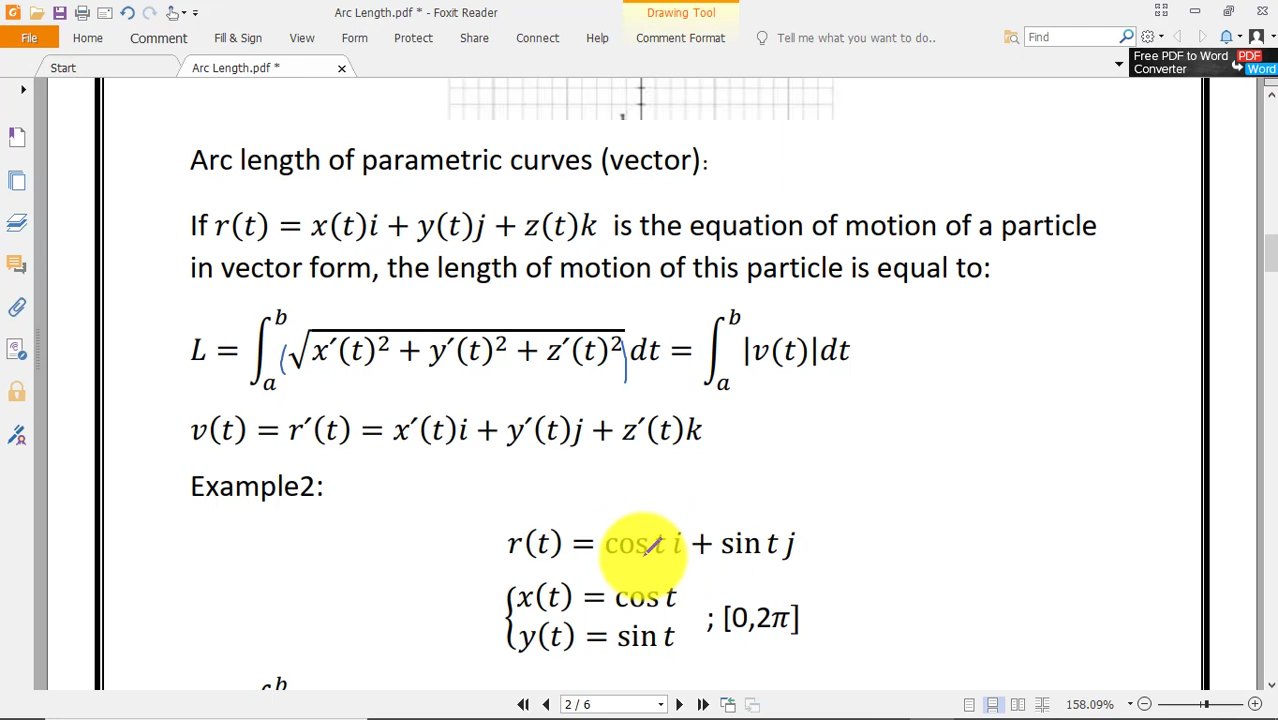 Arc Length.pdf * - Foxit Reader
Drawing Tool
File Home Comment Fill & Sign View Form Protect Share Connect Help Comment Format Tell me what you want to do.. Find
Start Arc Length.pdf *
Free PDF to Word PDF
Converter Word
Arc length of parametric curves (vector):
If r(t) = x(t)i + y(t)j + z(t)k is the equation of motion of a particle
in vector form, the length of motion of this particle is equal to:
L = ∫_a^b √(x′(t)² + y′(t)² + z′(t)²) dt = ∫_a^b |v(t)|dt
v(t) = r′(t) = x′(t)i + y′(t)j + z′(t)k
Example2:
r(t) = cos t i + sin t j
{x(t) = cos t
{y(t) = sin t ; [0,2π]
b
2 / 6 158.09%